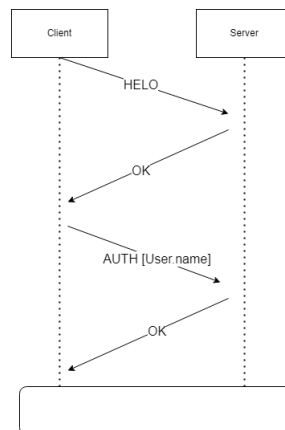 Client
Server
HELO
OK
AUTH [User.name]
OK